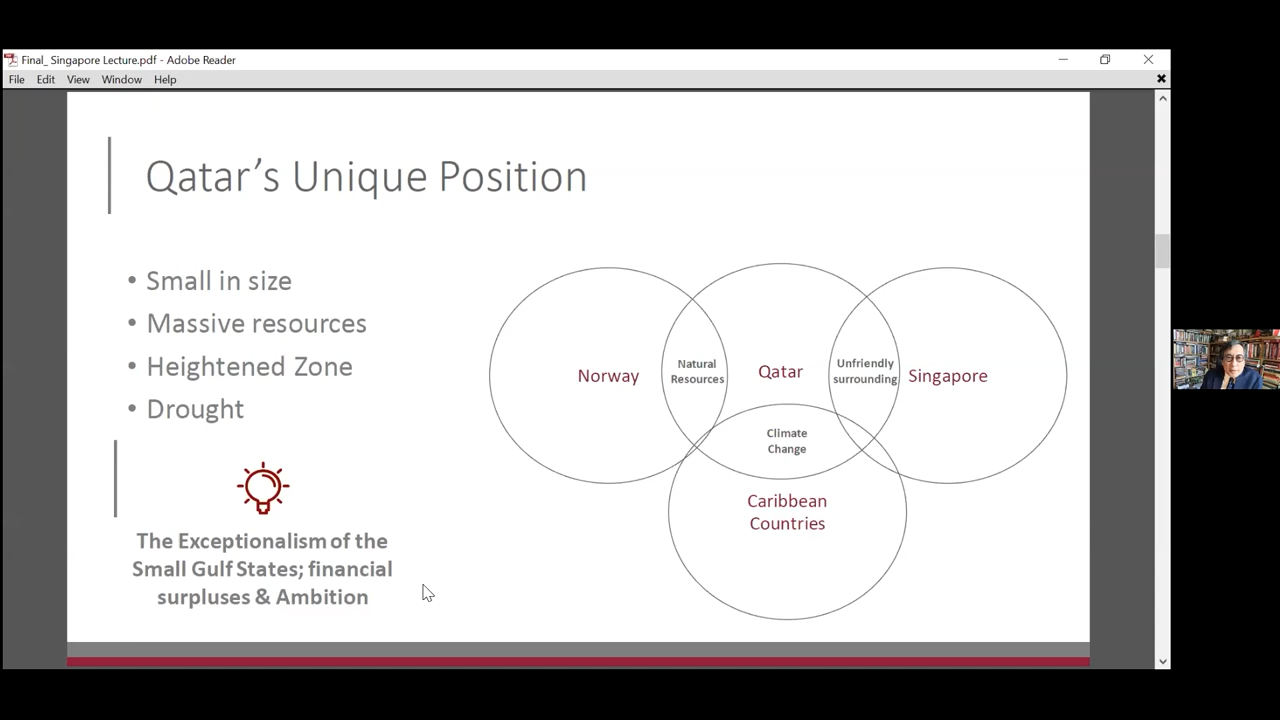 Final_ Singapore Lecture.pdf - Adobe Reader
File Edit View Window Help
Qatar’s Unique Position
• Small in size
• Massive resources
• Heightened Zone
• Drought
The Exceptionalism of the
Small Gulf States; financial
surpluses & Ambition
Norway
Natural
Resources
Qatar
Unfriendly
surrounding
Singapore
Climate
Change
Caribbean
Countries